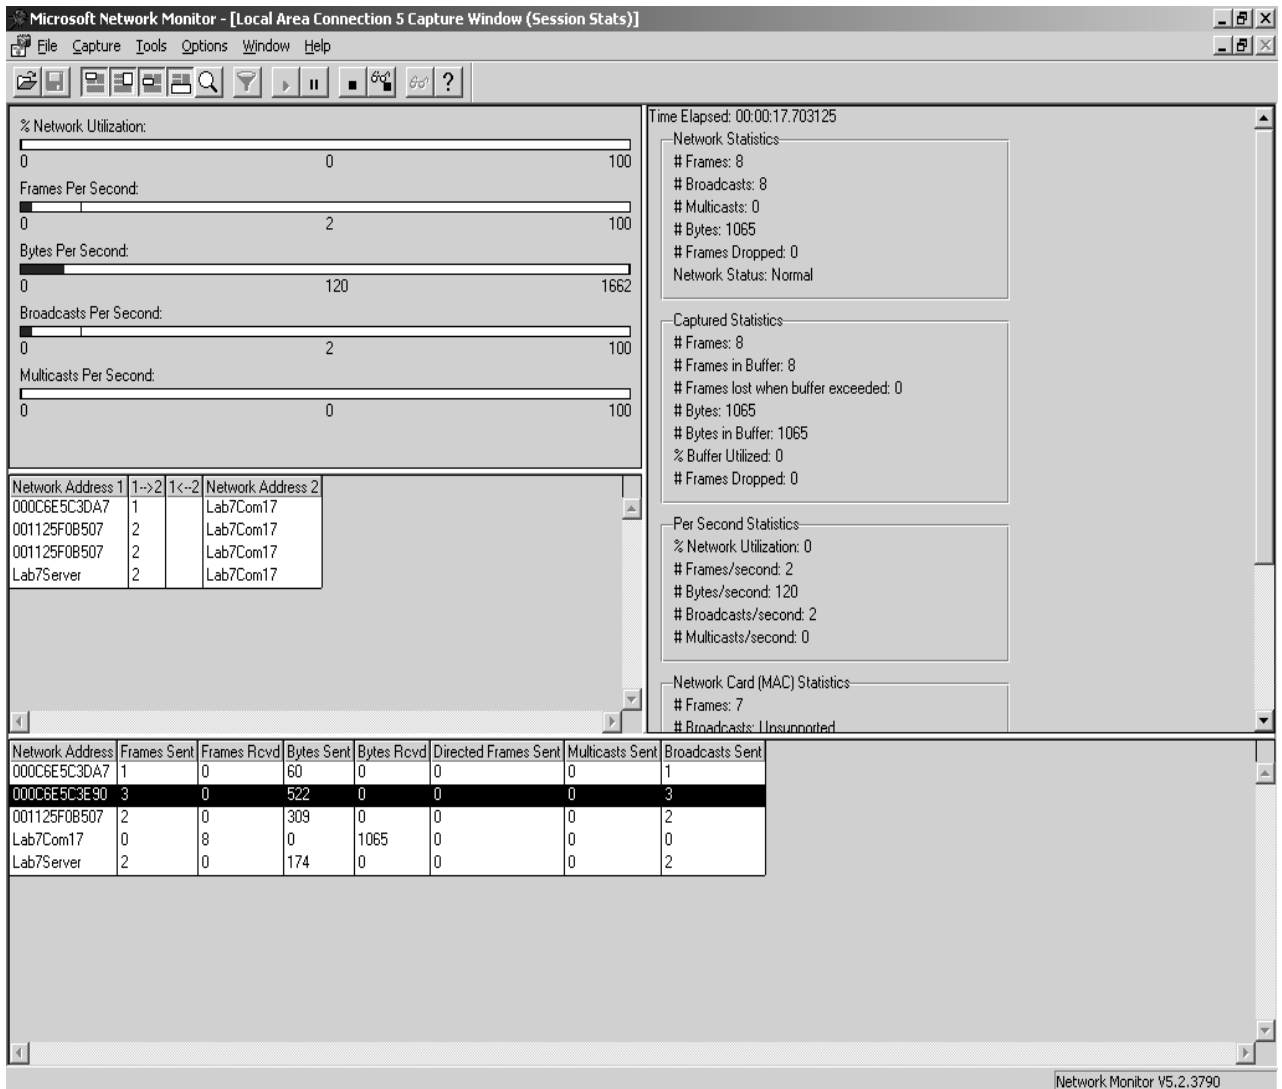 Microsoft Network Monitor - [Local Area Connection 5 Capture Window (Session Stats)]
File Capture Tools Options Window Help
% Network Utilization:
0 0 100
Frames Per Second:
0 2 100
Bytes Per Second:
0 120 1662
Broadcasts Per Second:
0 2 100
Multicasts Per Second:
0 0 100
Time Elapsed: 00:00:17.703125
Network Statistics
# Frames: 8
# Broadcasts: 8
# Multicasts: 0
# Bytes: 1065
# Frames Dropped: 0
Network Status: Normal
Captured Statistics
# Frames: 8
# Frames in Buffer: 8
# Frames lost when buffer exceeded: 0
# Bytes: 1065
# Bytes in Buffer: 1065
% Buffer Utilized: 0
# Frames Dropped: 0
Per Second Statistics
% Network Utilization: 0
# Frames/second: 2
# Bytes/second: 120
# Broadcasts/second: 2
# Multicasts/second: 0
Network Card (MAC) Statistics
# Frames: 7
# Broadcasts: Unsupported
Network Address 1 1-->2 1<--2 Network Address 2
000C6E5C3DA7 1 Lab7Com17
001125F0B507 2 Lab7Com17
001125F0B507 2 Lab7Com17
Lab7Server 2 Lab7Com17
Network Address Frames Sent Frames Rcvd Bytes Sent Bytes Rcvd Directed Frames Sent Multicasts Sent Broadcasts Sent
000C6E5C3DA7 1 0 60 0 0 0 1
000C6E5C3E90 3 0 522 0 0 0 3
001125F0B507 2 0 309 0 0 0 2
Lab7Com17 0 8 0 1065 0 0 0
Lab7Server 2 0 174 0 0 0 2
Network Monitor V5.2.3790